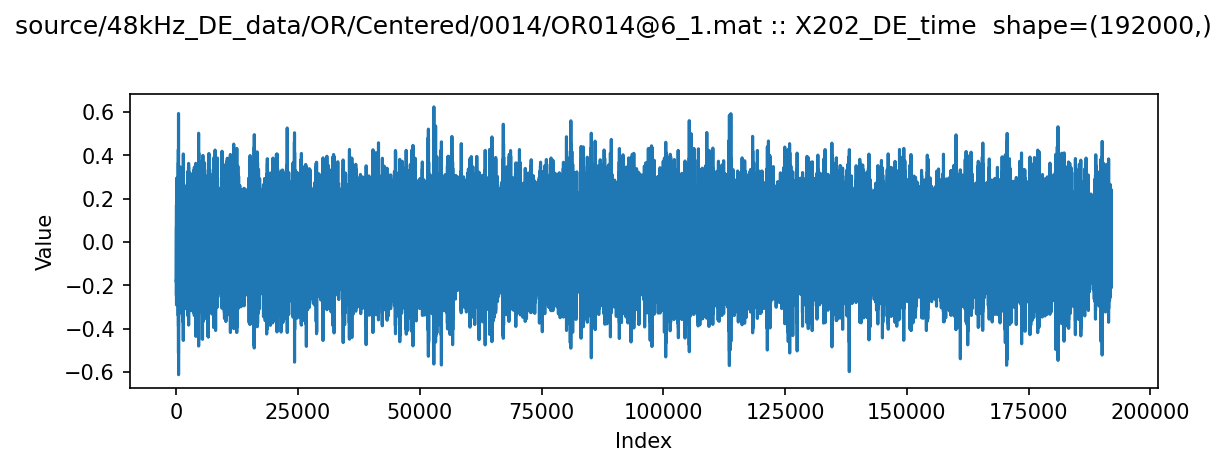 source/48kHz_DE_data/OR/Centered/0014/OR014@6_1.mat :: X202_DE_time  shape=(192000,)
0.6
0.4
0.2
0.0
−0.2
−0.4
−0.6
Value
0 25000 50000 75000 100000 125000 150000 175000 200000
Index